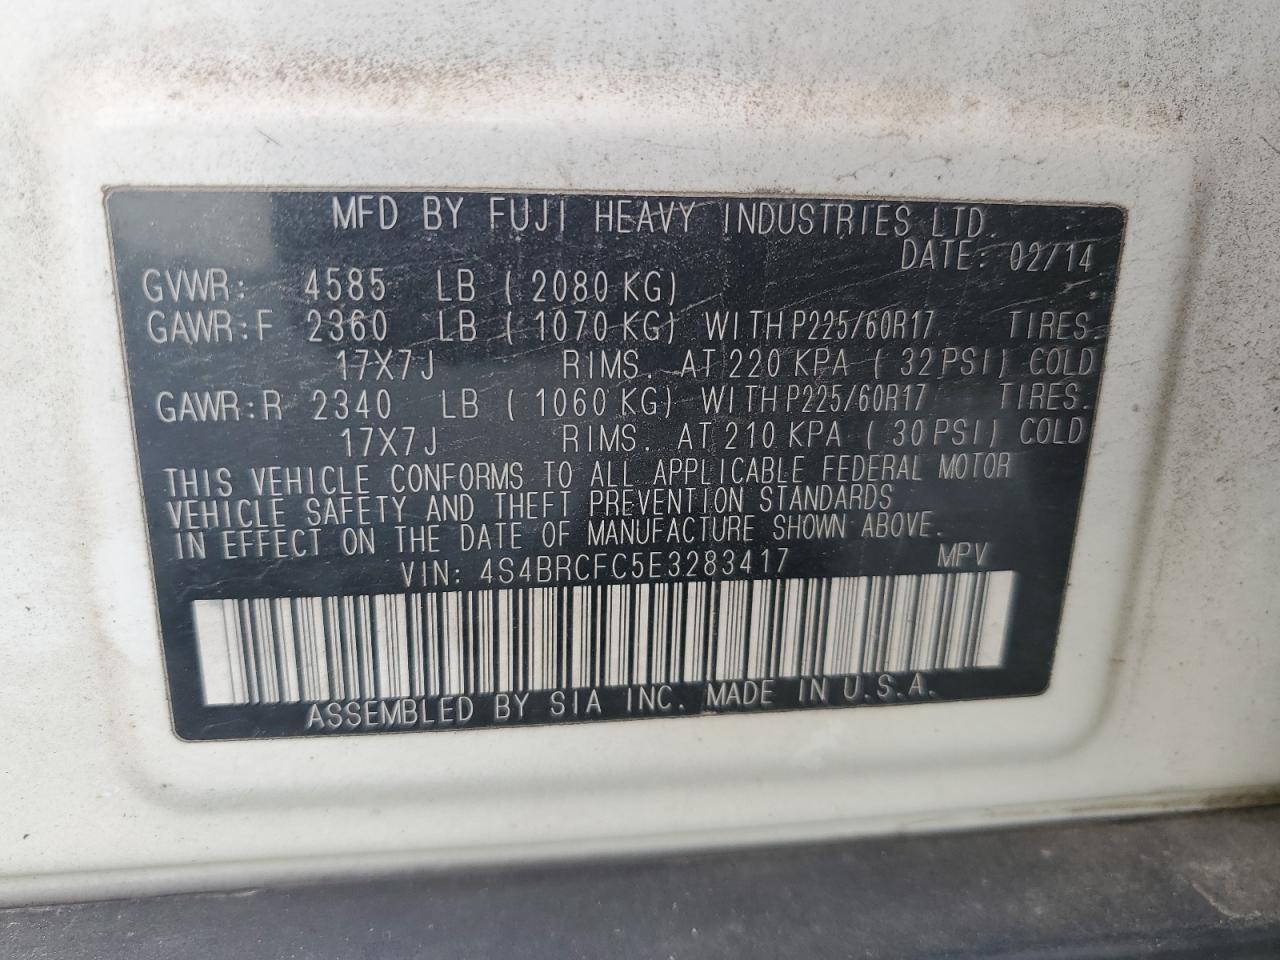 MFD BY FUJI HEAVY INDUSTRIES LTD.
DATE: 02/14
GVWR: 4585 LB ( 2080 KG)
GAWR:F 2360 LB ( 1070 KG) WITH P225/60R17 TIRES.
17X7J RIMS. AT 220 KPA ( 32 PSI) COLD
GAWR:R 2340 LB ( 1060 KG) WITH P225/60R17 TIRES.
17X7J RIMS. AT 210 KPA ( 30 PSI) COLD
THIS VEHICLE CONFORMS TO ALL APPLICABLE FEDERAL MOTOR
VEHICLE SAFETY AND THEFT PREVENTION STANDARDS
IN EFFECT ON THE DATE OF MANUFACTURE SHOWN ABOVE.
VIN: 4S4BRCFC5E3283417 MPV
ASSEMBLED BY SIA INC. MADE IN U.S.A.